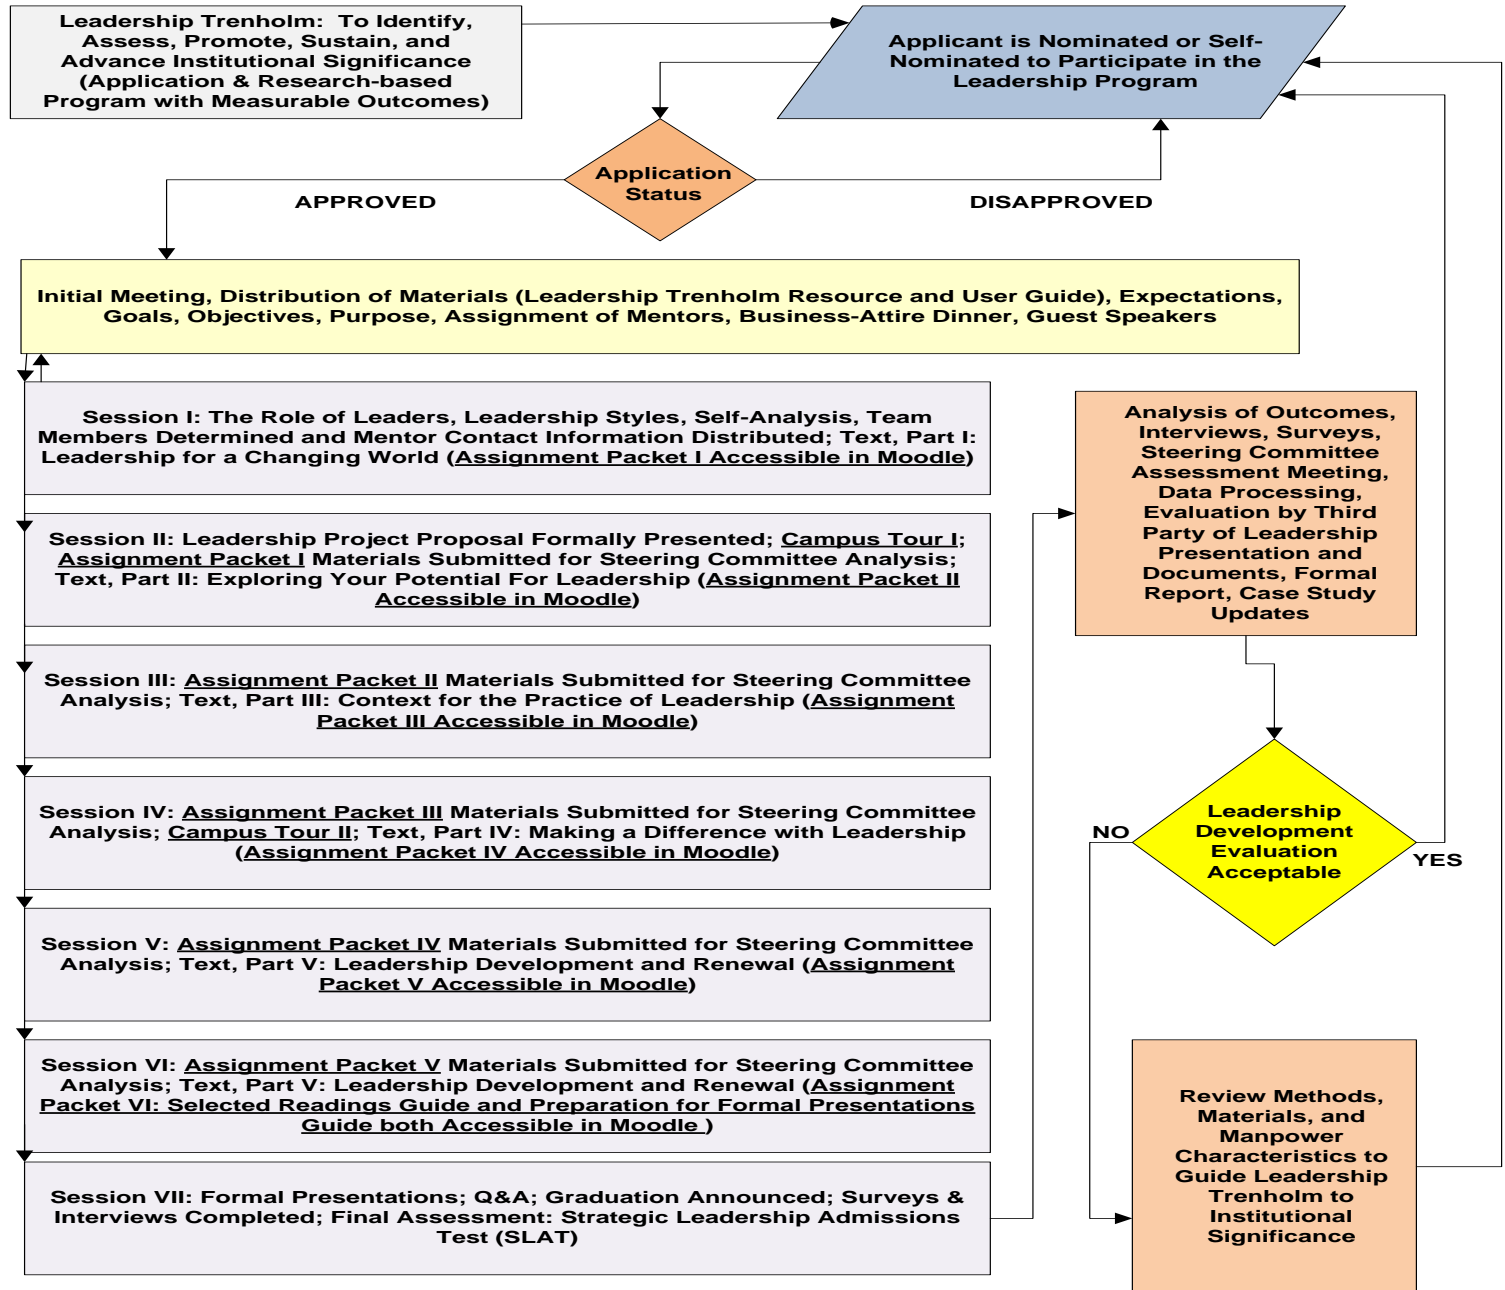 Leadership Trenholm:  To Identify,
Assess, Promote, Sustain, and
Advance Institutional Significance
(Application & Research-based
Program with Measurable Outcomes)
Applicant is Nominated or Self-
Nominated to Participate in the
Leadership Program
Application
Status
APPROVED
DISAPPROVED
Initial Meeting, Distribution of Materials (Leadership Trenholm Resource and User Guide), Expectations,
Goals, Objectives, Purpose, Assignment of Mentors, Business-Attire Dinner, Guest Speakers
Session I: The Role of Leaders, Leadership Styles, Self-Analysis, Team
Members Determined and Mentor Contact Information Distributed; Text, Part I:
Leadership for a Changing World (Assignment Packet I Accessible in Moodle)
Session II: Leadership Project Proposal Formally Presented; Campus Tour I;
Assignment Packet I Materials Submitted for Steering Committee Analysis;
Text, Part II: Exploring Your Potential For Leadership (Assignment Packet II
Accessible in Moodle)
Session III: Assignment Packet II Materials Submitted for Steering Committee
Analysis; Text, Part III: Context for the Practice of Leadership (Assignment
Packet III Accessible in Moodle)
Session IV: Assignment Packet III Materials Submitted for Steering Committee
Analysis; Campus Tour II; Text, Part IV: Making a Difference with Leadership
(Assignment Packet IV Accessible in Moodle)
Session V: Assignment Packet IV Materials Submitted for Steering Committee
Analysis; Text, Part V: Leadership Development and Renewal (Assignment
Packet V Accessible in Moodle)
Session VI: Assignment Packet V Materials Submitted for Steering Committee
Analysis; Text, Part V: Leadership Development and Renewal (Assignment
Packet VI: Selected Readings Guide and Preparation for Formal Presentations
Guide both Accessible in Moodle )
Session VII: Formal Presentations; Q&A; Graduation Announced; Surveys &
Interviews Completed; Final Assessment: Strategic Leadership Admissions
Test (SLAT)
Analysis of Outcomes,
Interviews, Surveys,
Steering Committee
Assessment Meeting,
Data Processing,
Evaluation by Third
Party of Leadership
Presentation and
Documents, Formal
Report, Case Study
Updates
Leadership
Development
Evaluation
Acceptable
NO
YES
Review Methods,
Materials, and
Manpower
Characteristics to
Guide Leadership
Trenholm to
Institutional
Significance